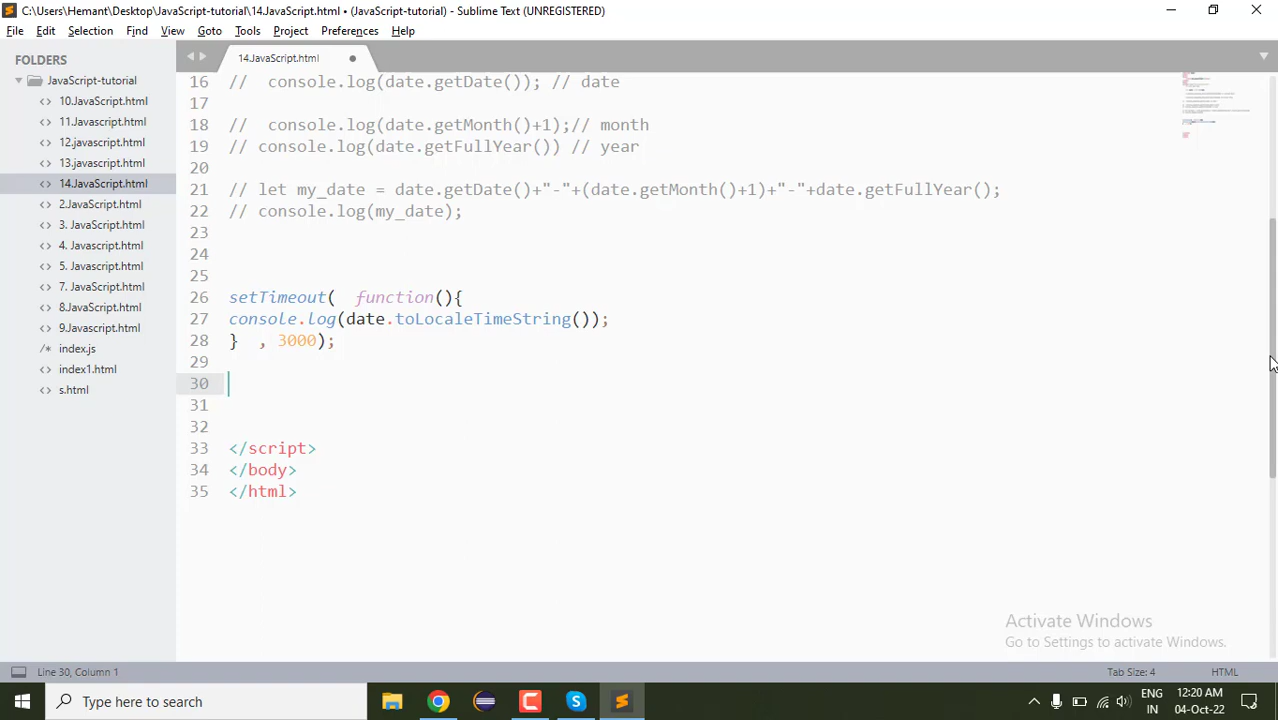 C:\Users\Hemant\Desktop\JavaScript-tutorial\14.JavaScript.html • (JavaScript-tutorial) - Sublime Text (UNREGISTERED)
File Edit Selection Find View Goto Tools Project Preferences Help
FOLDERS
JavaScript-tutorial
10.JavaScript.html
11.JavaScript.html
12.javascript.html
13.javascript.html
14.JavaScript.html
2.JavaScript.html
3. JavaScript.html
4. Javascript.html
5. Javascript.html
7. JavaScript.html
8.JavaScript.html
9.Javascript.html
index.js
index1.html
s.html
14.JavaScript.html
16 //  console.log(date.getDate()); // date
17
18 //  console.log(date.getMonth()+1);// month
19 // console.log(date.getFullYear()) // year
20
21 // let my_date = date.getDate()+"-"+(date.getMonth()+1)+"-"+date.getFullYear();
22 // console.log(my_date);
23
24
25
26 setTimeout(  function(){
27 console.log(date.toLocaleTimeString());
28 }  , 3000);
29
30
31
32
33 </script>
34 </body>
35 </html>
Activate Windows
Go to Settings to activate Windows.
Line 30, Column 1
Tab Size: 4
HTML
Type here to search
ENG
IN
12:20 AM
04-Oct-22